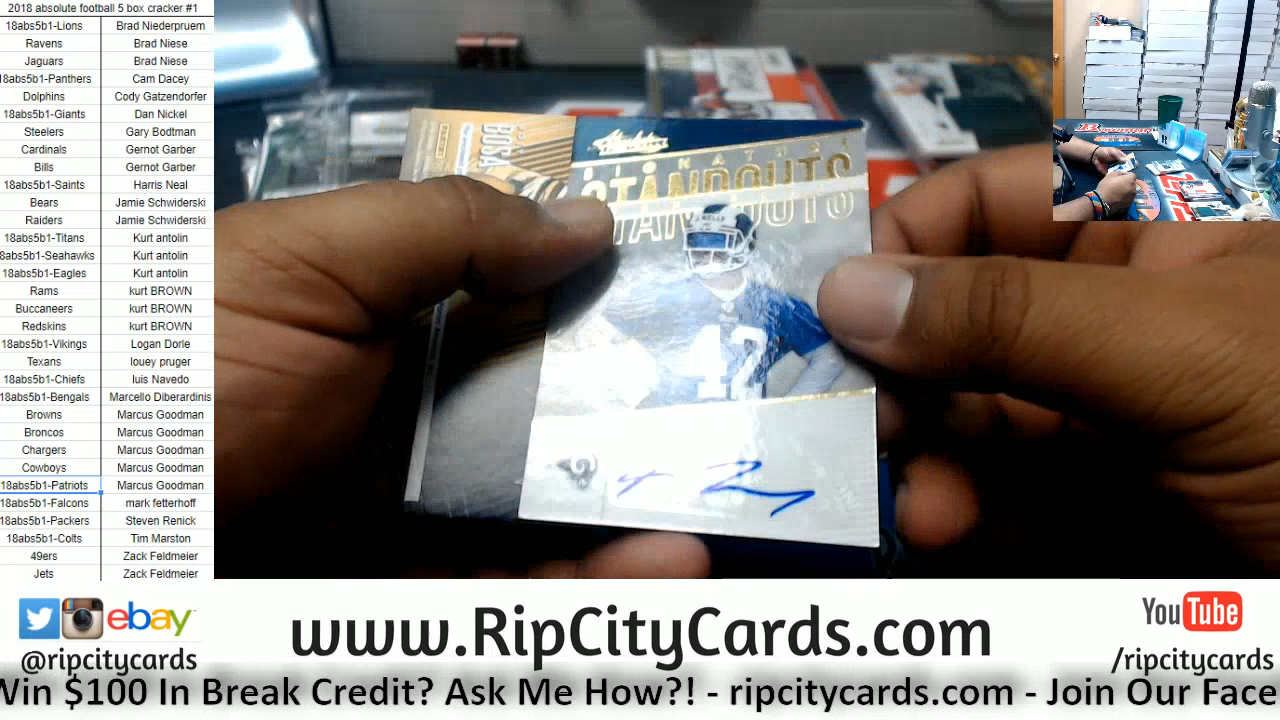 2018 absolute football 5 box cracker #1
18abs5b1-Lions Brad Niederpruem
Ravens Brad Niese
Jaguars Brad Niese
18abs5b1-Panthers Cam Dacey
Dolphins Cody Gatzendorfer
18abs5b1-Giants Dan Nickel
Steelers Gary Bodtman
Cardinals Gernot Garber
Bills Gernot Garber
18abs5b1-Saints Harris Neal
Bears Jamie Schwiderski
Raiders Jamie Schwiderski
18abs5b1-Titans Kurt antolin
8abs5b1-Seahawks Kurt antolin
18abs5b1-Eagles Kurt antolin
Rams kurt BROWN
Buccaneers kurt BROWN
Redskins kurt BROWN
18abs5b1-Vikings Logan Dorle
Texans louey pruger
18abs5b1-Chiefs luis Navedo
18abs5b1-Bengals Marcello Diberardinis
Browns Marcus Goodman
Broncos Marcus Goodman
Chargers Marcus Goodman
Cowboys Marcus Goodman
18abs5b1-Patriots Marcus Goodman
18abs5b1-Falcons mark fetterhoff
18abs5b1-Packers Steven Renick
18abs5b1-Colts Tim Marston
49ers Zack Feldmeier
Jets Zack Feldmeier
BOSA
Absolute
SIGNATURE
STANDOUTS
STANDOUTS
J.KELLY
42
ebay
@ripcitycards
www.RipCityCards.com
YouTube
/ripcitycards
Win $100 In Break Credit? Ask Me How?! - ripcitycards.com - Join Our Face